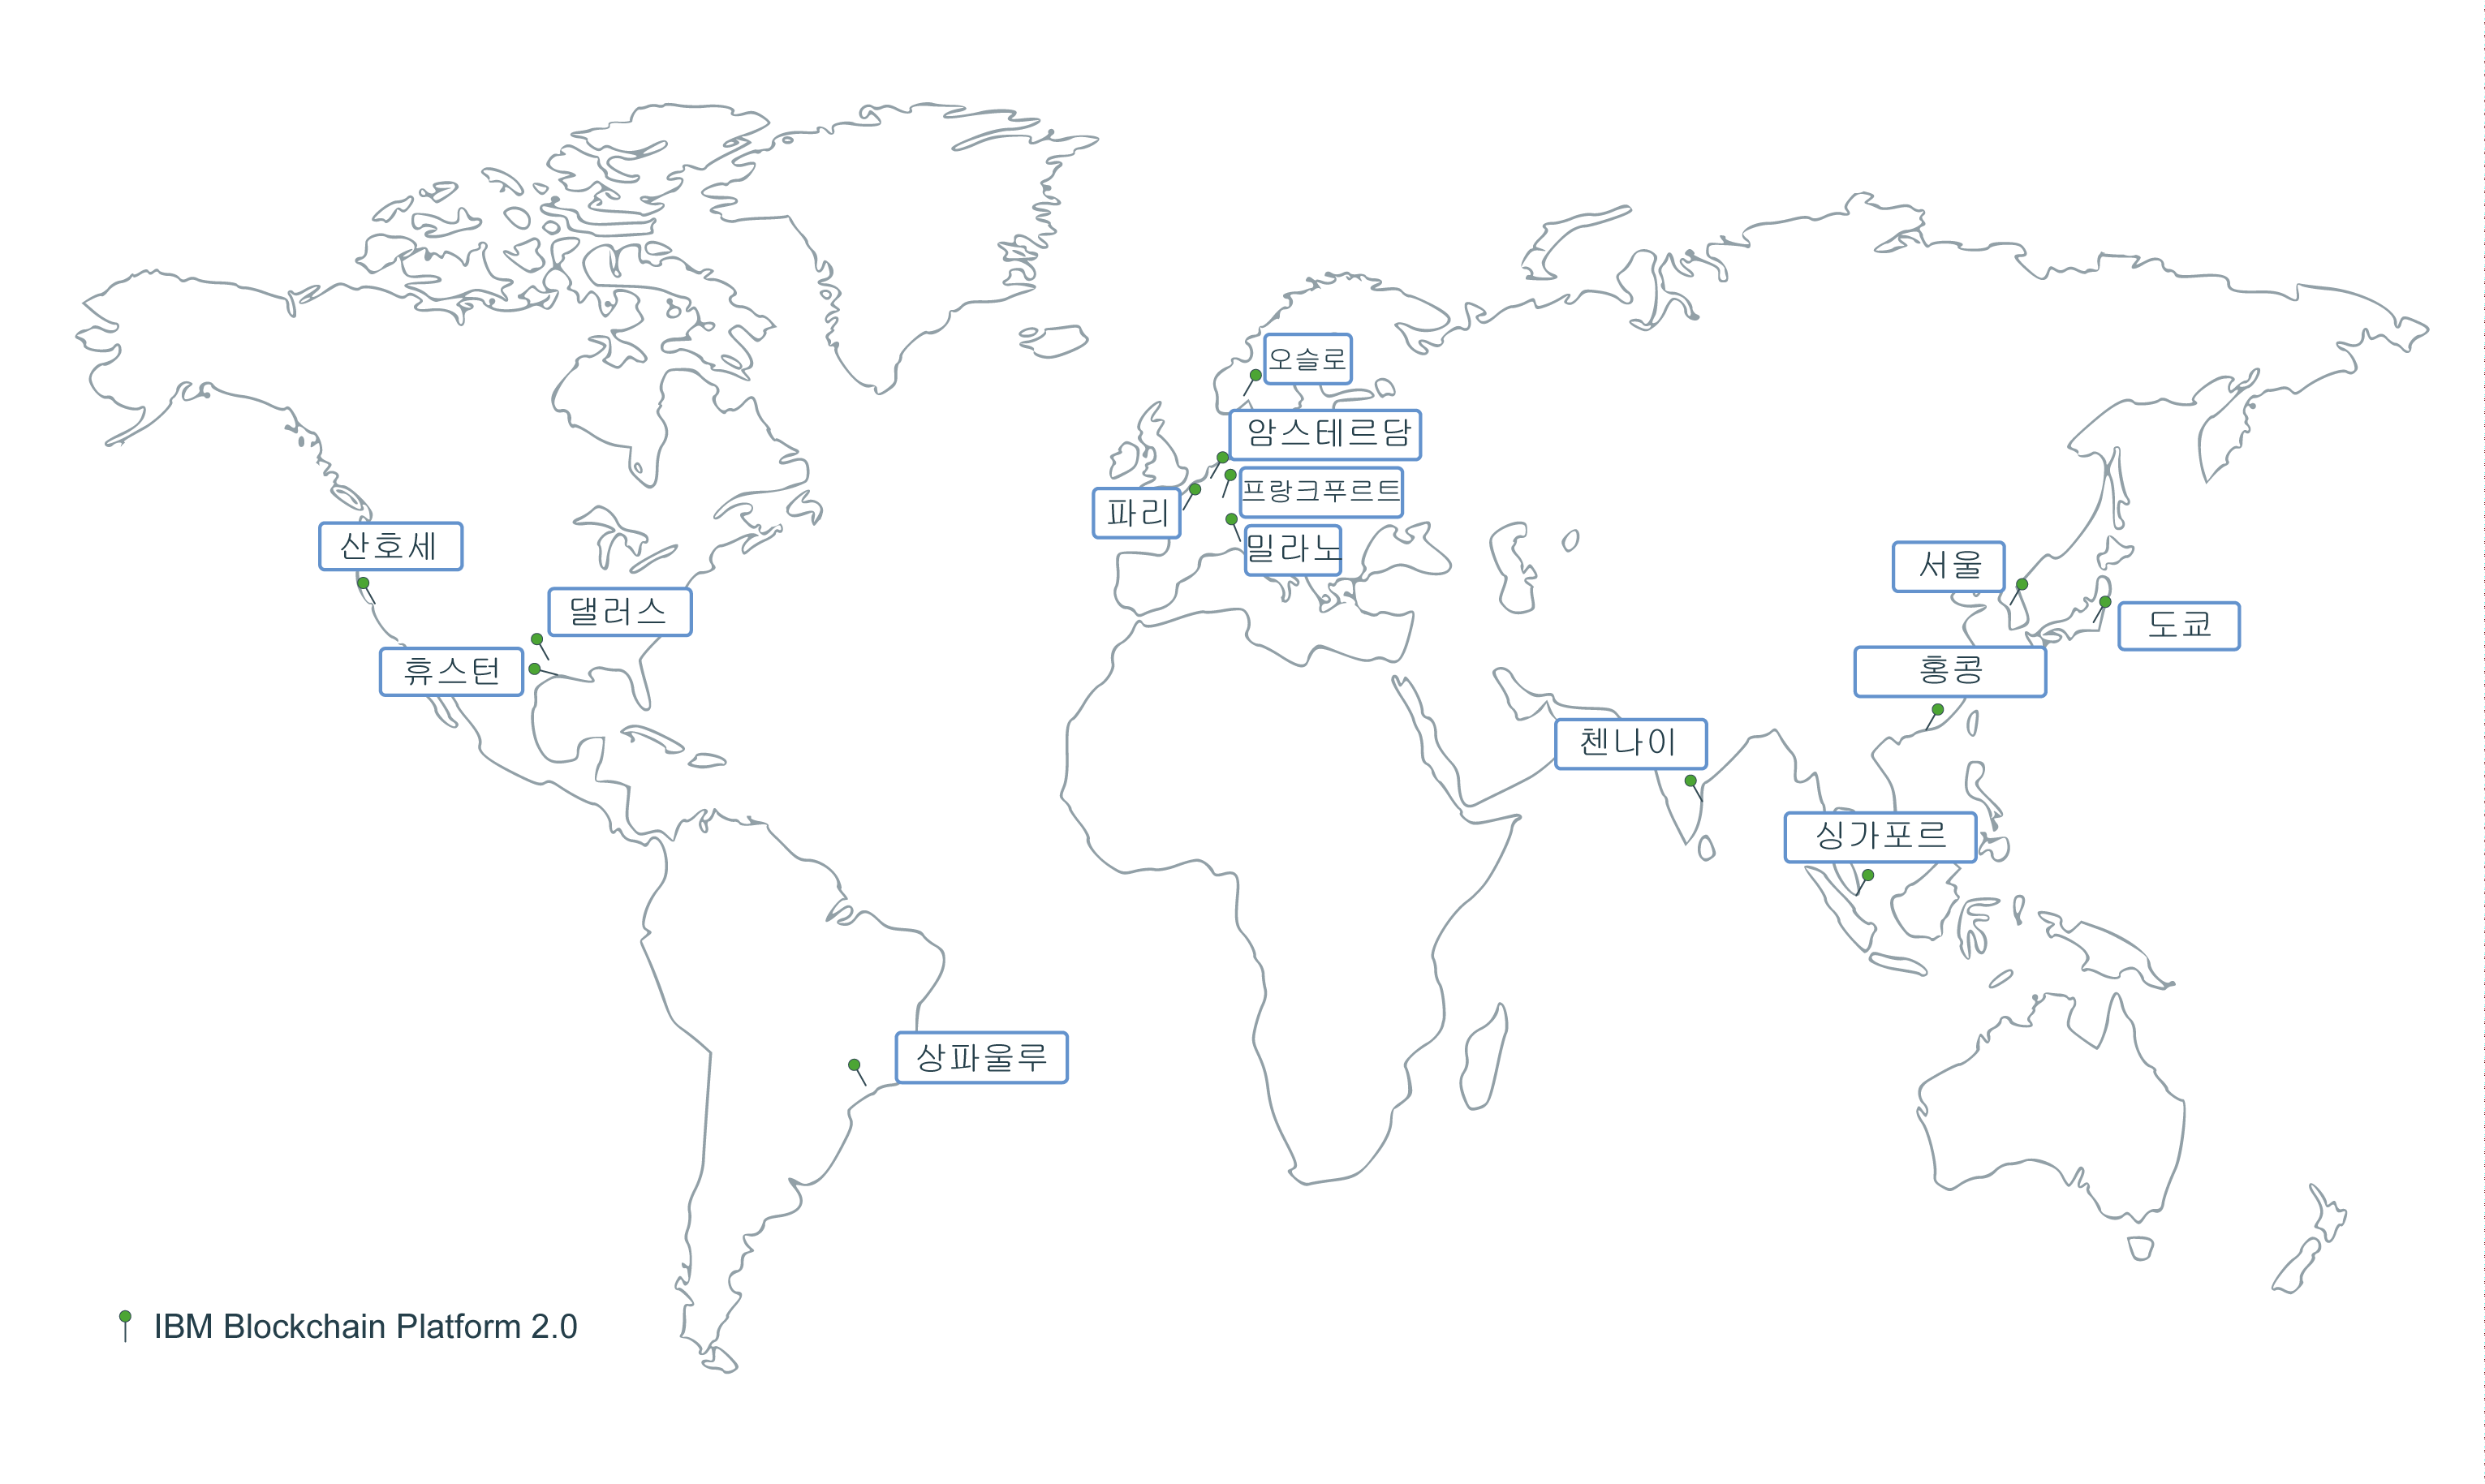 오슬로
암스테르담
프랑크푸르트
파리
밀라노
산호세
댈러스
휴스턴
서울
도쿄
홍콩
첸나이
싱가포르
상파울루
IBM Blockchain Platform 2.0